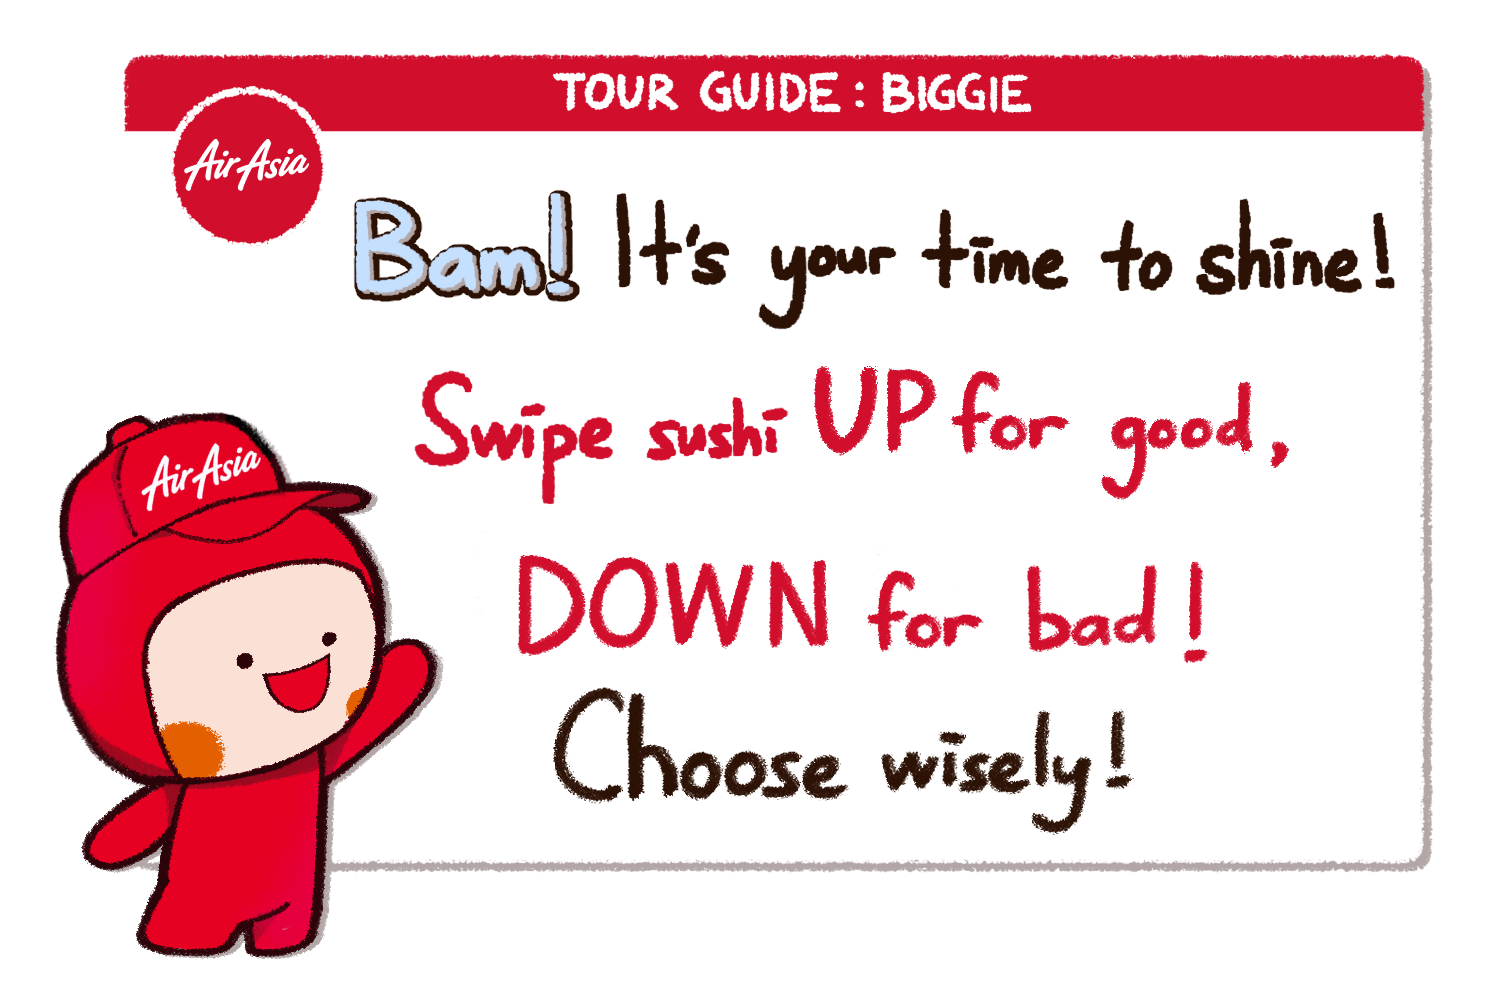 TOUR GUIDE: BIGGIE
AirAsia
Bam! It's your time to shine!
Swipe sushi UP for good,
DOWN for bad!
Choose wisely!
AirAsia